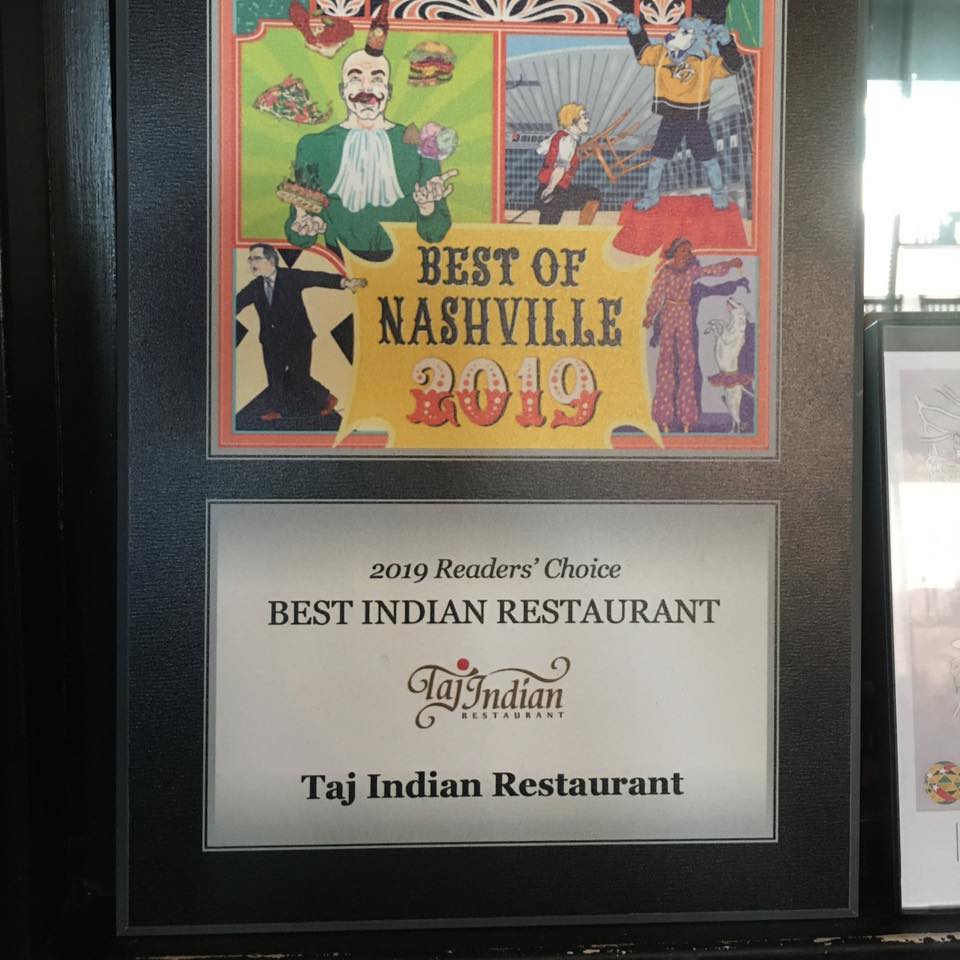 BEST OF
NASHVILLE
2019
2019 Readers' Choice
BEST INDIAN RESTAURANT
Taj Indian
RESTAURANT
Taj Indian Restaurant